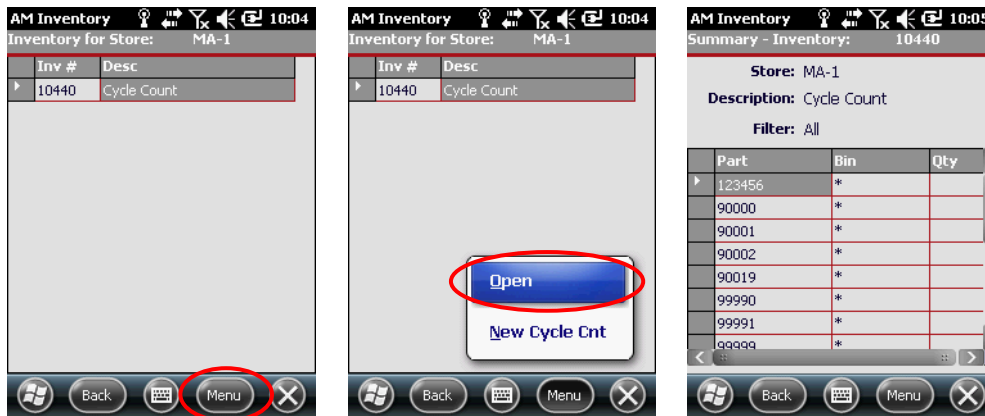 AM Inventory 10:04
Inventory for Store: MA-1
Inv # Desc
10440 Cycle Count
Back Menu
AM Inventory 10:04
Inventory for Store: MA-1
Inv # Desc
10440 Cycle Count
Open
New Cycle Cnt
Back Menu
AM Inventory 10:05
Summary - Inventory: 10440
Store: MA-1
Description: Cycle Count
Filter: All
Part Bin Qty
123456 *
90000 *
90001 *
90002 *
90019 *
99990 *
99991 *
99999 *
Back Menu